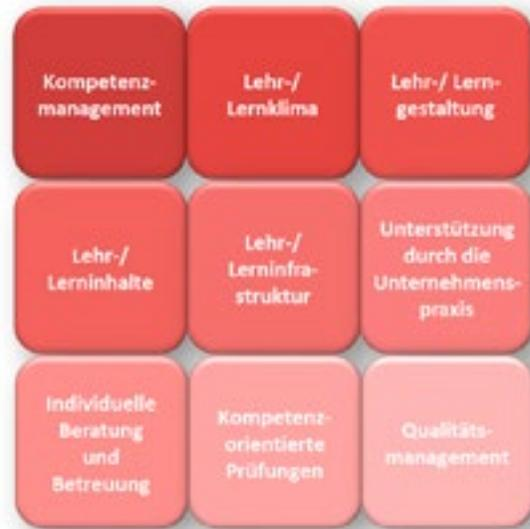 Kompetenz-
management
Lehr-/
Lernklima
Lehr-/ Lern-
gestaltung
Lehr-/
Lerninhalte
Lehr-/
Lerninfra-
struktur
Unterstützung
durch die
Unternehmens-
praxis
Individuelle
Beratung
und
Betreuung
Kompetenz-
orientierte
Prüfungen
Qualitäts-
management